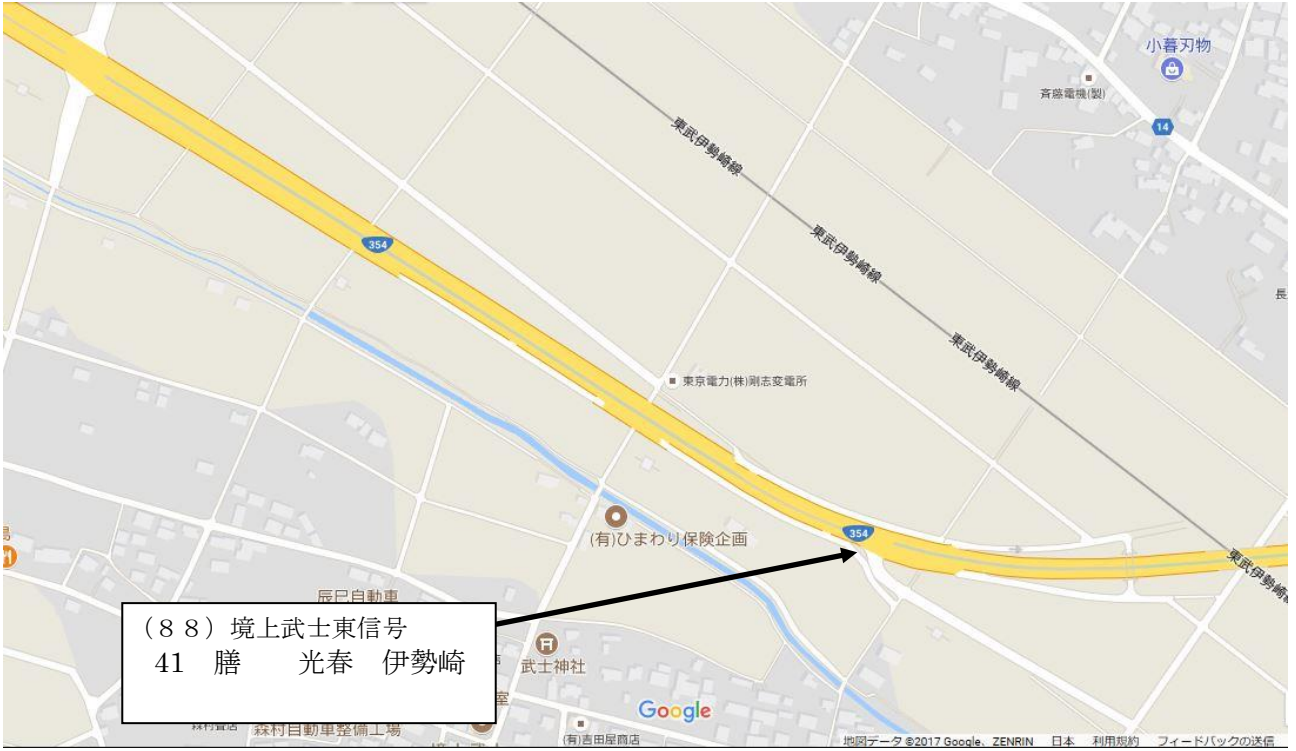 小暮刃物
斉藤電機(製)
14
東武伊勢崎線
354
東武伊勢崎線
長
東武伊勢崎線
東京電力(株)剛志変電所
(有)ひまわり保険企画
354
東武伊勢崎線
辰巳自動車
(88)境上武士東信号
41 膳 光春 伊勢崎
武士神社
室
森村自動車整備工場
(有)吉田屋商店
Google
地図データ ©2017 Google、ZENRIN 日本 利用規約 フィードバックの送信